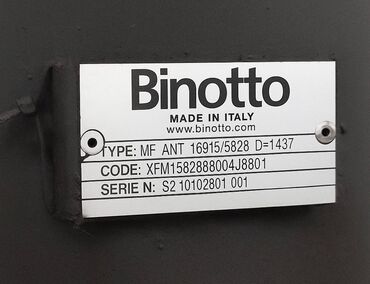 Binotto
MADE IN ITALY
www.binotto.com
TYPE: MF ANT 16915/5828 D=1437
CODE: XFM1582888004J8801
SERIE N: S2 10102801 001